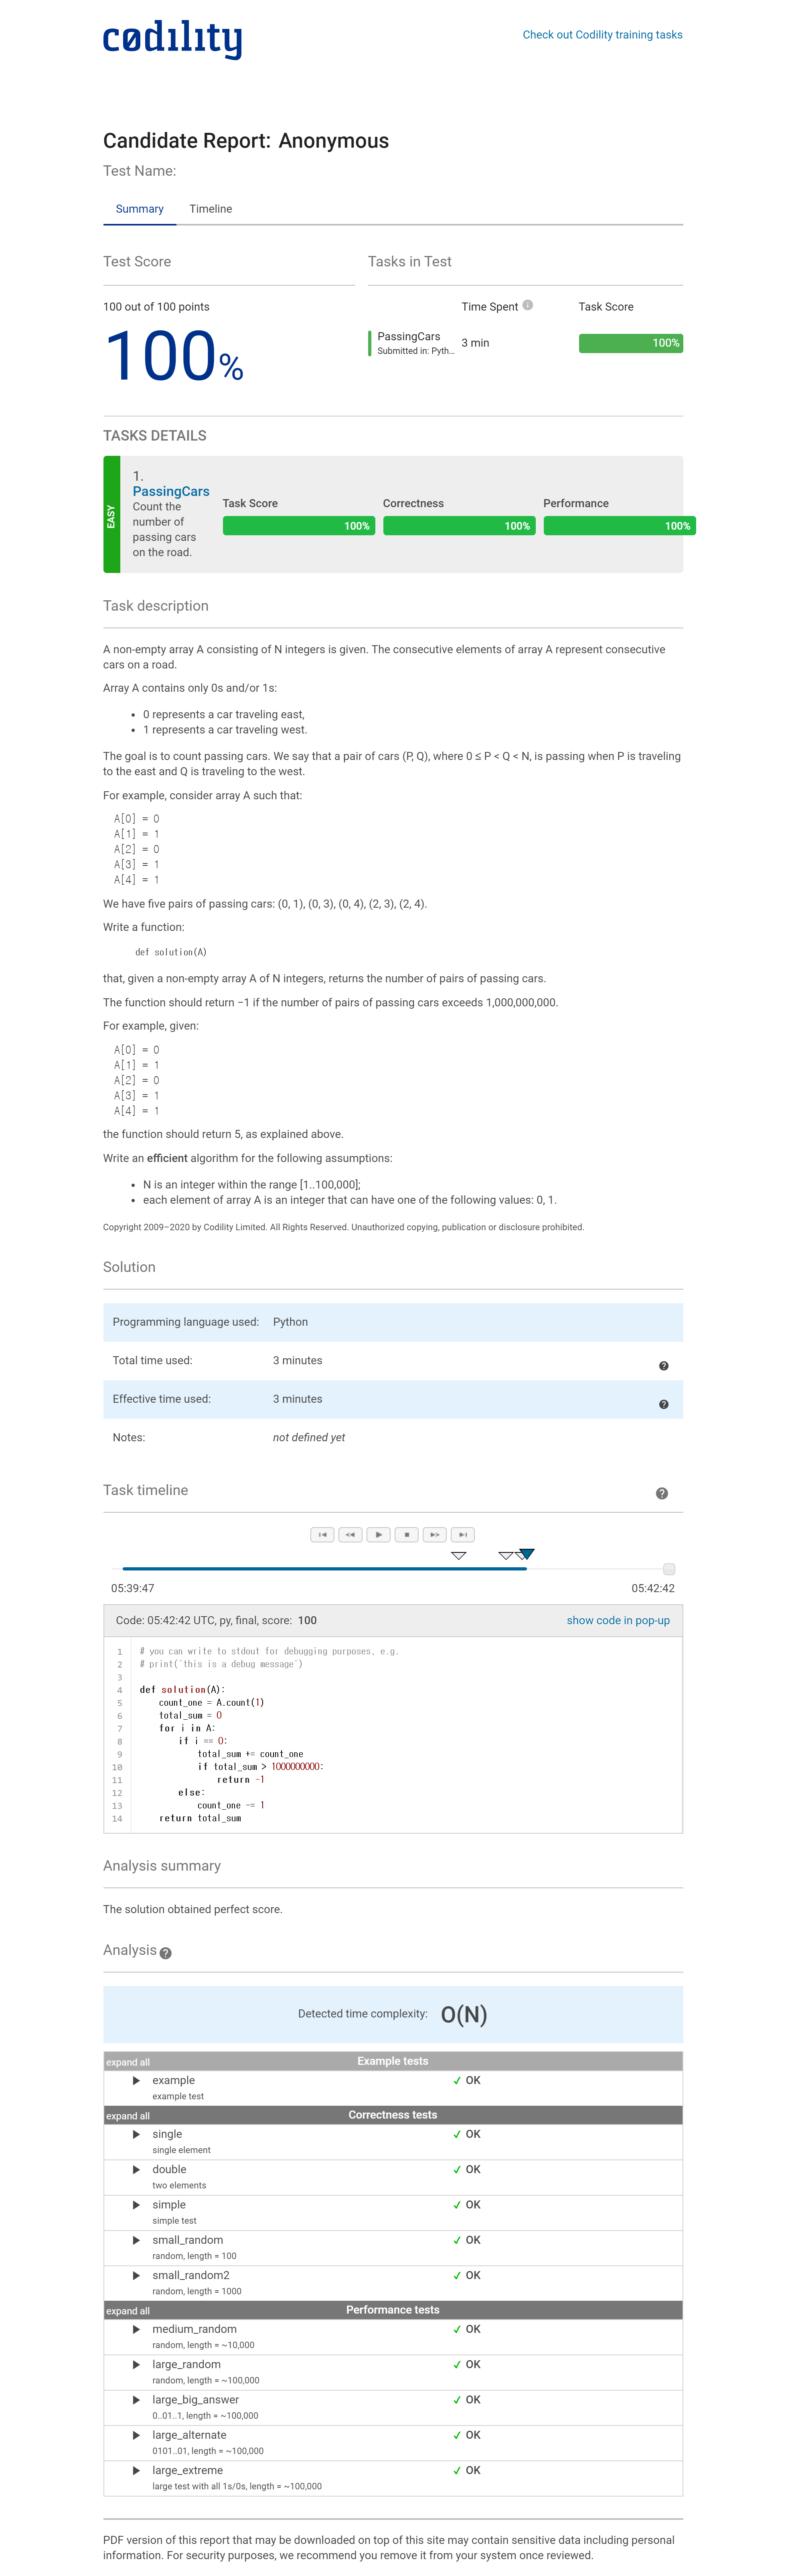 codility
Check out Codility training tasks
Candidate Report: Anonymous
Test Name:
Summary Timeline
Test Score
Tasks in Test
100 out of 100 points
Time Spent
Task Score
100%
PassingCars
Submitted in: Pyth...
3 min
100%
TASKS DETAILS
EASY
1.
PassingCars
Count the
number of
passing cars
on the road.
Task Score
100%
Correctness
100%
Performance
100%
Task description
A non-empty array A consisting of N integers is given. The consecutive elements of array A represent consecutive
cars on a road.
Array A contains only 0s and/or 1s:
• 0 represents a car traveling east,
• 1 represents a car traveling west.
The goal is to count passing cars. We say that a pair of cars (P, Q), where 0 ≤ P < Q < N, is passing when P is traveling
to the east and Q is traveling to the west.
For example, consider array A such that:
A[0] = 0
A[1] = 1
A[2] = 0
A[3] = 1
A[4] = 1
We have five pairs of passing cars: (0, 1), (0, 3), (0, 4), (2, 3), (2, 4).
Write a function:
def solution(A)
that, given a non-empty array A of N integers, returns the number of pairs of passing cars.
The function should return −1 if the number of pairs of passing cars exceeds 1,000,000,000.
For example, given:
A[0] = 0
A[1] = 1
A[2] = 0
A[3] = 1
A[4] = 1
the function should return 5, as explained above.
Write an efficient algorithm for the following assumptions:
• N is an integer within the range [1..100,000];
• each element of array A is an integer that can have one of the following values: 0, 1.
Copyright 2009–2020 by Codility Limited. All Rights Reserved. Unauthorized copying, publication or disclosure prohibited.
Solution
Programming language used: Python
Total time used: 3 minutes
Effective time used: 3 minutes
Notes: not defined yet
Task timeline
05:39:47
05:42:42
Code: 05:42:42 UTC, py, final, score: 100
show code in pop-up
1 # you can write to stdout for debugging purposes, e.g.
2 # print("this is a debug message")
3
4 def solution(A):
5 count_one = A.count(1)
6 total_sum = 0
7 for i in A:
8 if i == 0:
9 total_sum += count_one
10 if total_sum > 1000000000:
11 return -1
12 else:
13 count_one -= 1
14 return total_sum
Analysis summary
The solution obtained perfect score.
Analysis
Detected time complexity: O(N)
expand all Example tests
example ✓ OK
example test
expand all Correctness tests
single ✓ OK
single element
double ✓ OK
two elements
simple ✓ OK
simple test
small_random ✓ OK
random, length = 100
small_random2 ✓ OK
random, length = 1000
expand all Performance tests
medium_random ✓ OK
random, length = ~10,000
large_random ✓ OK
random, length = ~100,000
large_big_answer ✓ OK
0..01..1, length = ~100,000
large_alternate ✓ OK
0101..01, length = ~100,000
large_extreme ✓ OK
large test with all 1s/0s, length = ~100,000
PDF version of this report that may be downloaded on top of this site may contain sensitive data including personal
information. For security purposes, we recommend you remove it from your system once reviewed.